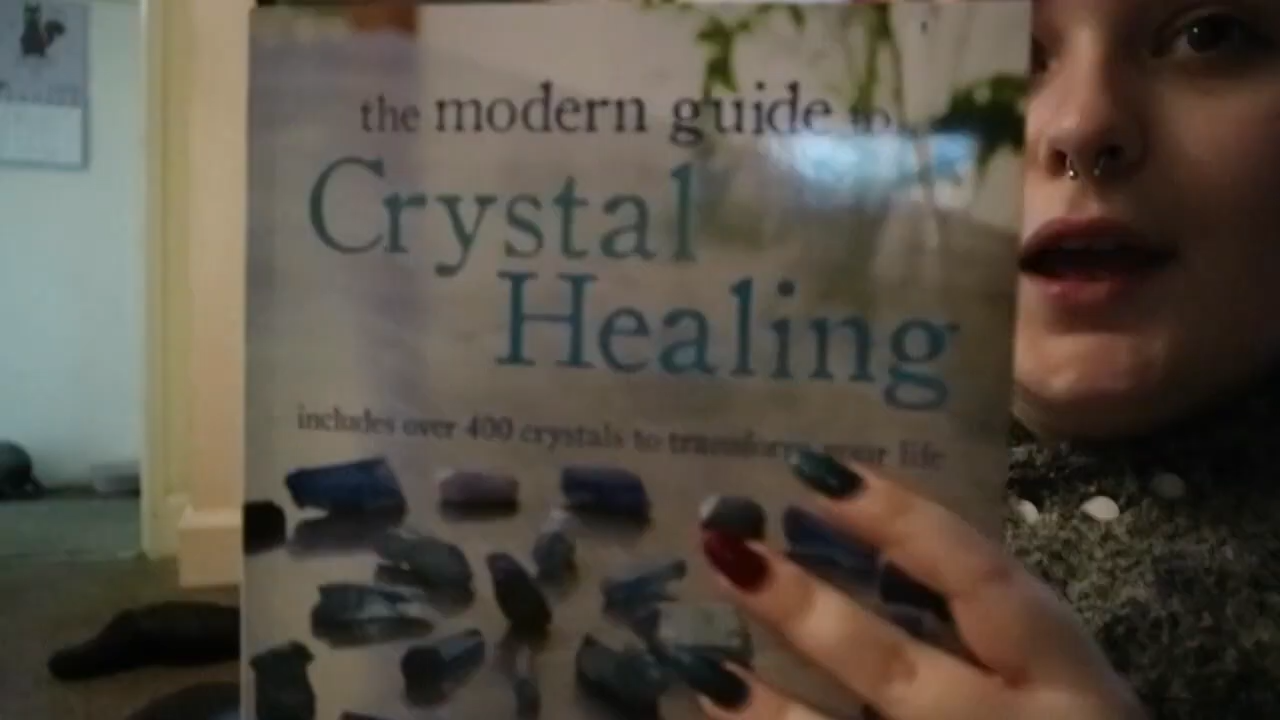 the modern guide to
Crystal
Healing
includes over 400 crystals to transform your life